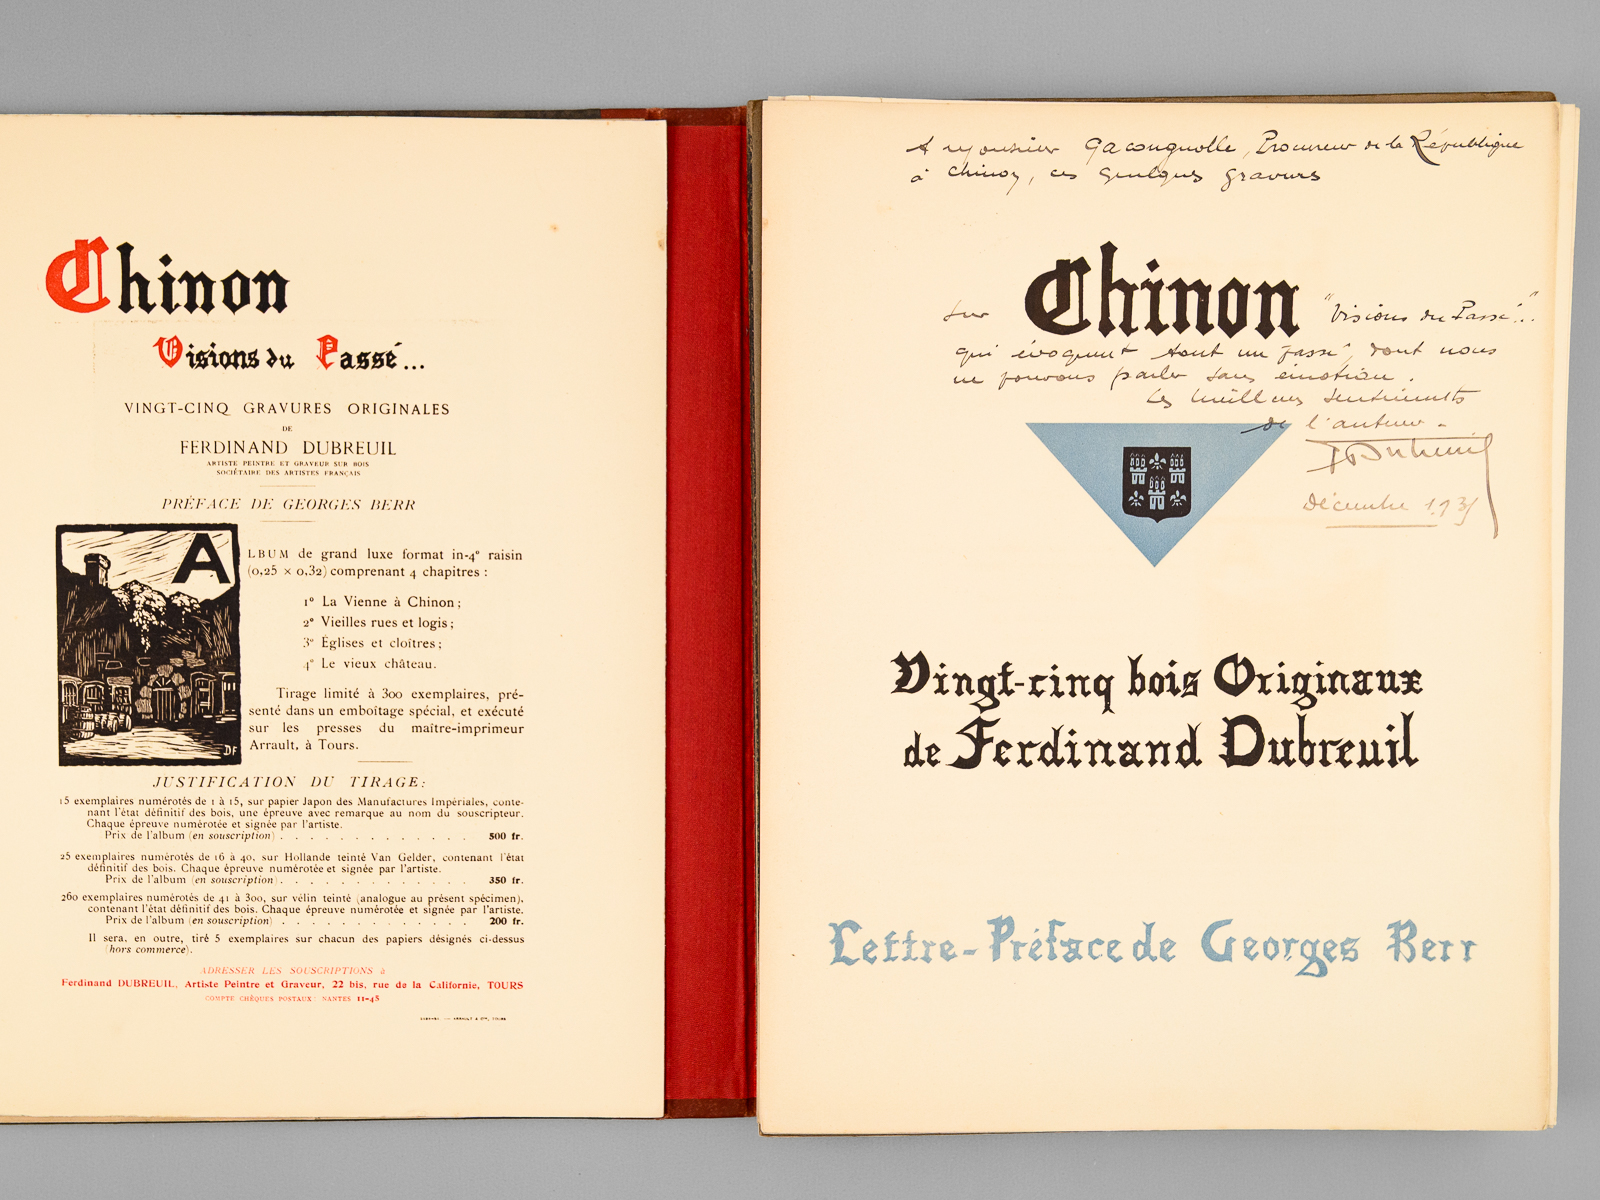 Chinon
Visions du Passé...
VINGT-CINQ GRAVURES ORIGINALES
DE
FERDINAND DUBREUIL
ARTISTE PEINTRE ET GRAVEUR SUR BOIS
SOCIÉTAIRE DES ARTISTES FRANÇAIS
PRÉFACE DE GEORGES BERR
ALBUM de grand luxe format in-4° raisin
(0,25 × 0,32) comprenant 4 chapitres :
1° La Vienne à Chinon ;
2° Vieilles rues et logis ;
3° Églises et cloîtres ;
4° Le vieux château.
Tirage limité à 300 exemplaires, pré-
senté dans un emboîtage spécial, et exécuté
sur les presses du maître-imprimeur
Arrault, à Tours.
DF
JUSTIFICATION DU TIRAGE :
15 exemplaires numérotés de 1 à 15, sur papier Japon des Manufactures Impériales, conte-
nant l'état définitif des bois, une épreuve avec remarque au nom du souscripteur.
Chaque épreuve numérotée et signée par l'artiste.
Prix de l'album (en souscription) . . . . . . . . . . . . . 500 fr.
25 exemplaires numérotés de 16 à 40, sur Hollande teinté Van Gelder, contenant l'état
définitif des bois. Chaque épreuve numérotée et signée par l'artiste.
Prix de l'album (en souscription) . . . . . . . . . . . . . 350 fr.
260 exemplaires numérotés de 41 à 300, sur vélin teinté (analogue au présent spécimen),
contenant l'état définitif des bois. Chaque épreuve numérotée et signée par l'artiste.
Prix de l'album (en souscription) . . . . . . . . . . . . . 200 fr.
Il sera, en outre, tiré 5 exemplaires sur chacun des papiers désignés ci-dessus
(hors commerce).
ADRESSER LES SOUSCRIPTIONS à
Ferdinand DUBREUIL, Artiste Peintre et Graveur, 22 bis, rue de la Californie, TOURS
COMPTE CHÈQUES POSTAUX : NANTES 11-48
ARRAULT & Cie, TOURS
A Monsieur Gacougnolle, Procureur de la République
à Chinon, ces quelques gravures
sur Chinon "Visions du Passé"..
qui évoquent tout un passé, dont nous
ne pouvons parler sans émotion.
Les meilleurs sentiments
de l'auteur.
FDubreuil
Décembre 1931
Vingt-cinq bois Originaux
de Ferdinand Dubreuil
Lettre-Préface de Georges Berr